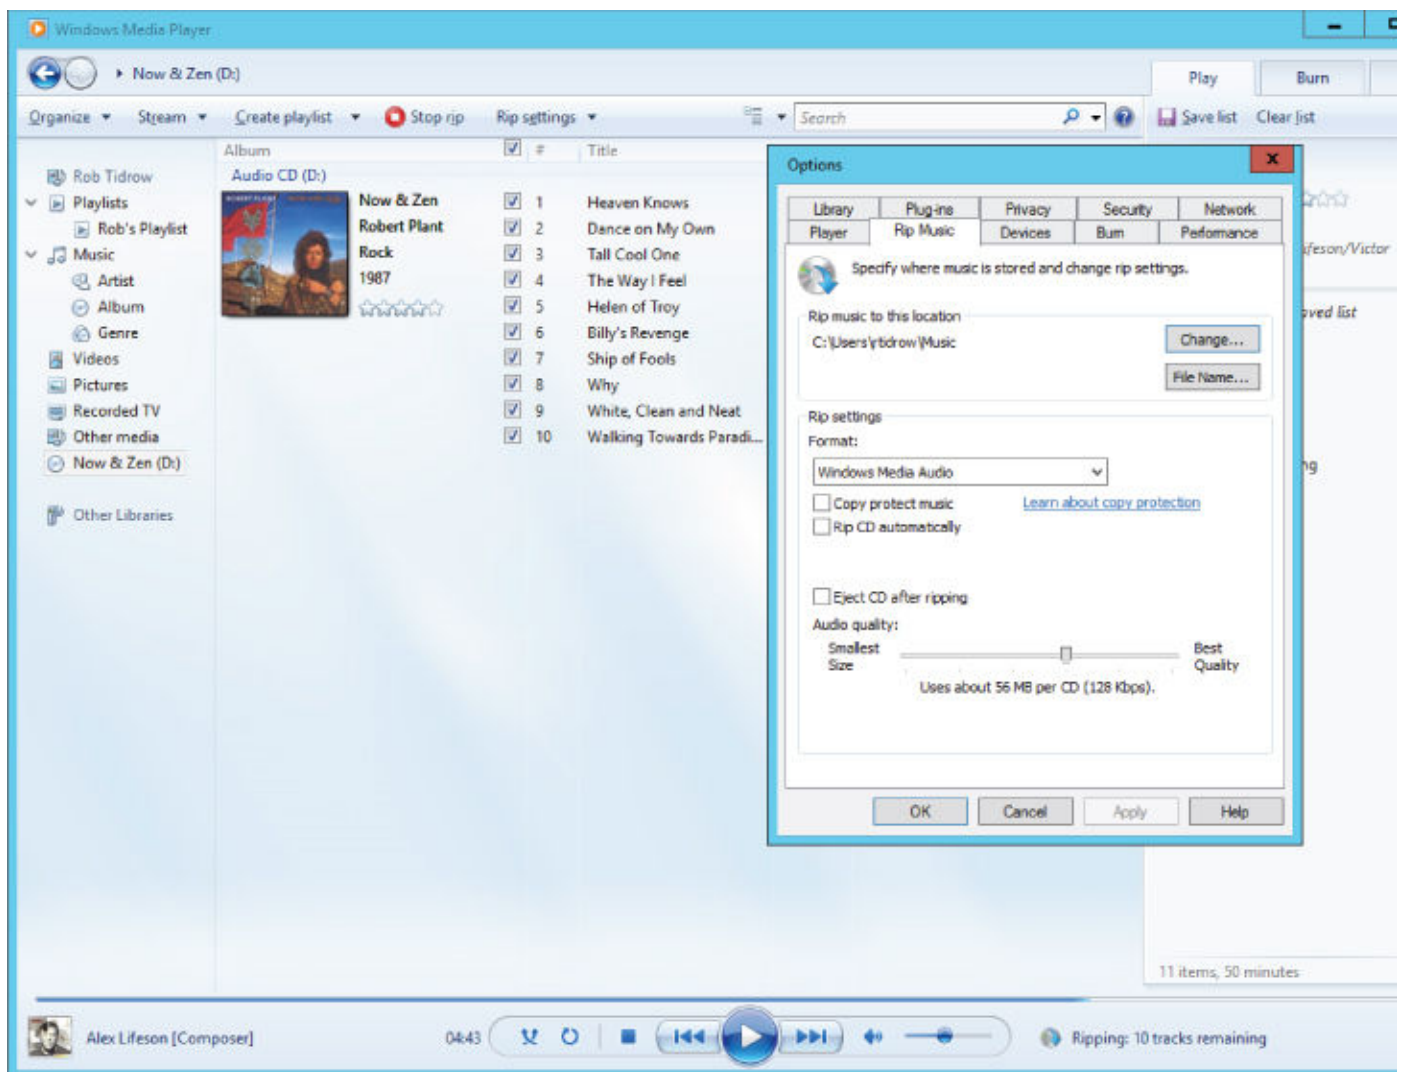 Windows Media Player
Now & Zen (D:)
Play
Burn
Organize
Stream
Create playlist
Stop rip
Rip settings
Search
Save list
Clear list
Album
#
Title
Audio CD (D:)
Rob Tidrow
Playlists
Rob's Playlist
Music
Artist
Album
Genre
Videos
Pictures
Recorded TV
Other media
Now & Zen (D:)
Other Libraries
Now & Zen
Robert Plant
Rock
1987
1 Heaven Knows
2 Dance on My Own
3 Tall Cool One
4 The Way I Feel
5 Helen of Troy
6 Billy's Revenge
7 Ship of Fools
8 Why
9 White, Clean and Neat
10 Walking Towards Paradi...
Options
x
Library
Plug-ins
Privacy
Security
Network
Player
Rip Music
Devices
Burn
Performance
Specify where music is stored and change rip settings.
Rip music to this location
C:\Users\rtidrow\Music
Change...
File Name...
Rip settings
Format:
Windows Media Audio
Copy protect music
Learn about copy protection
Rip CD automatically
Eject CD after ripping
Audio quality:
Smallest Size
Best Quality
Uses about 56 MB per CD (128 Kbps).
OK
Cancel
Apply
Help
ifeson/Victor
aved list
ng
11 items, 50 minutes
Alex Lifeson [Composer]
04:43
Ripping: 10 tracks remaining